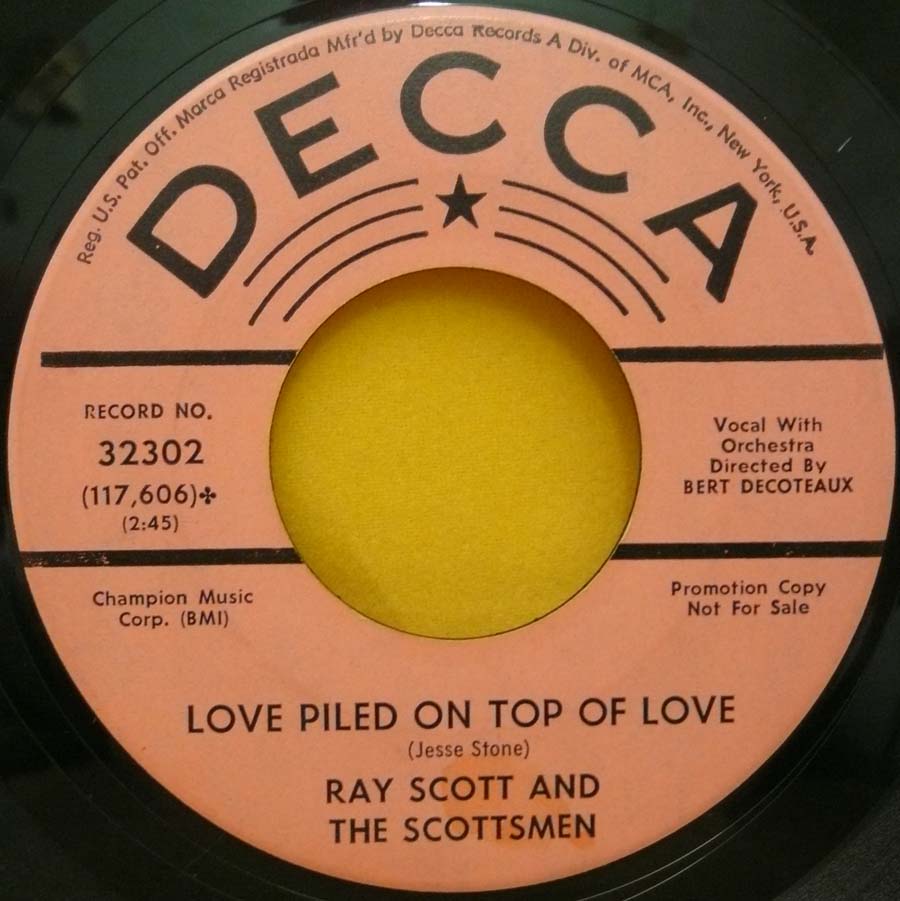 Reg. U.S. Pat. Off. Marca Registrada Mfr'd by Decca Records A Div. of MCA, Inc., New York, U.S.A.
DECCA
RECORD NO.
32302
(117,606)✤
(2:45)
Vocal With
Orchestra
Directed By
BERT DECOTEAUX
Champion Music
Corp. (BMI)
Promotion Copy
Not For Sale
LOVE PILED ON TOP OF LOVE
(Jesse Stone)
RAY SCOTT AND
THE SCOTTSMEN